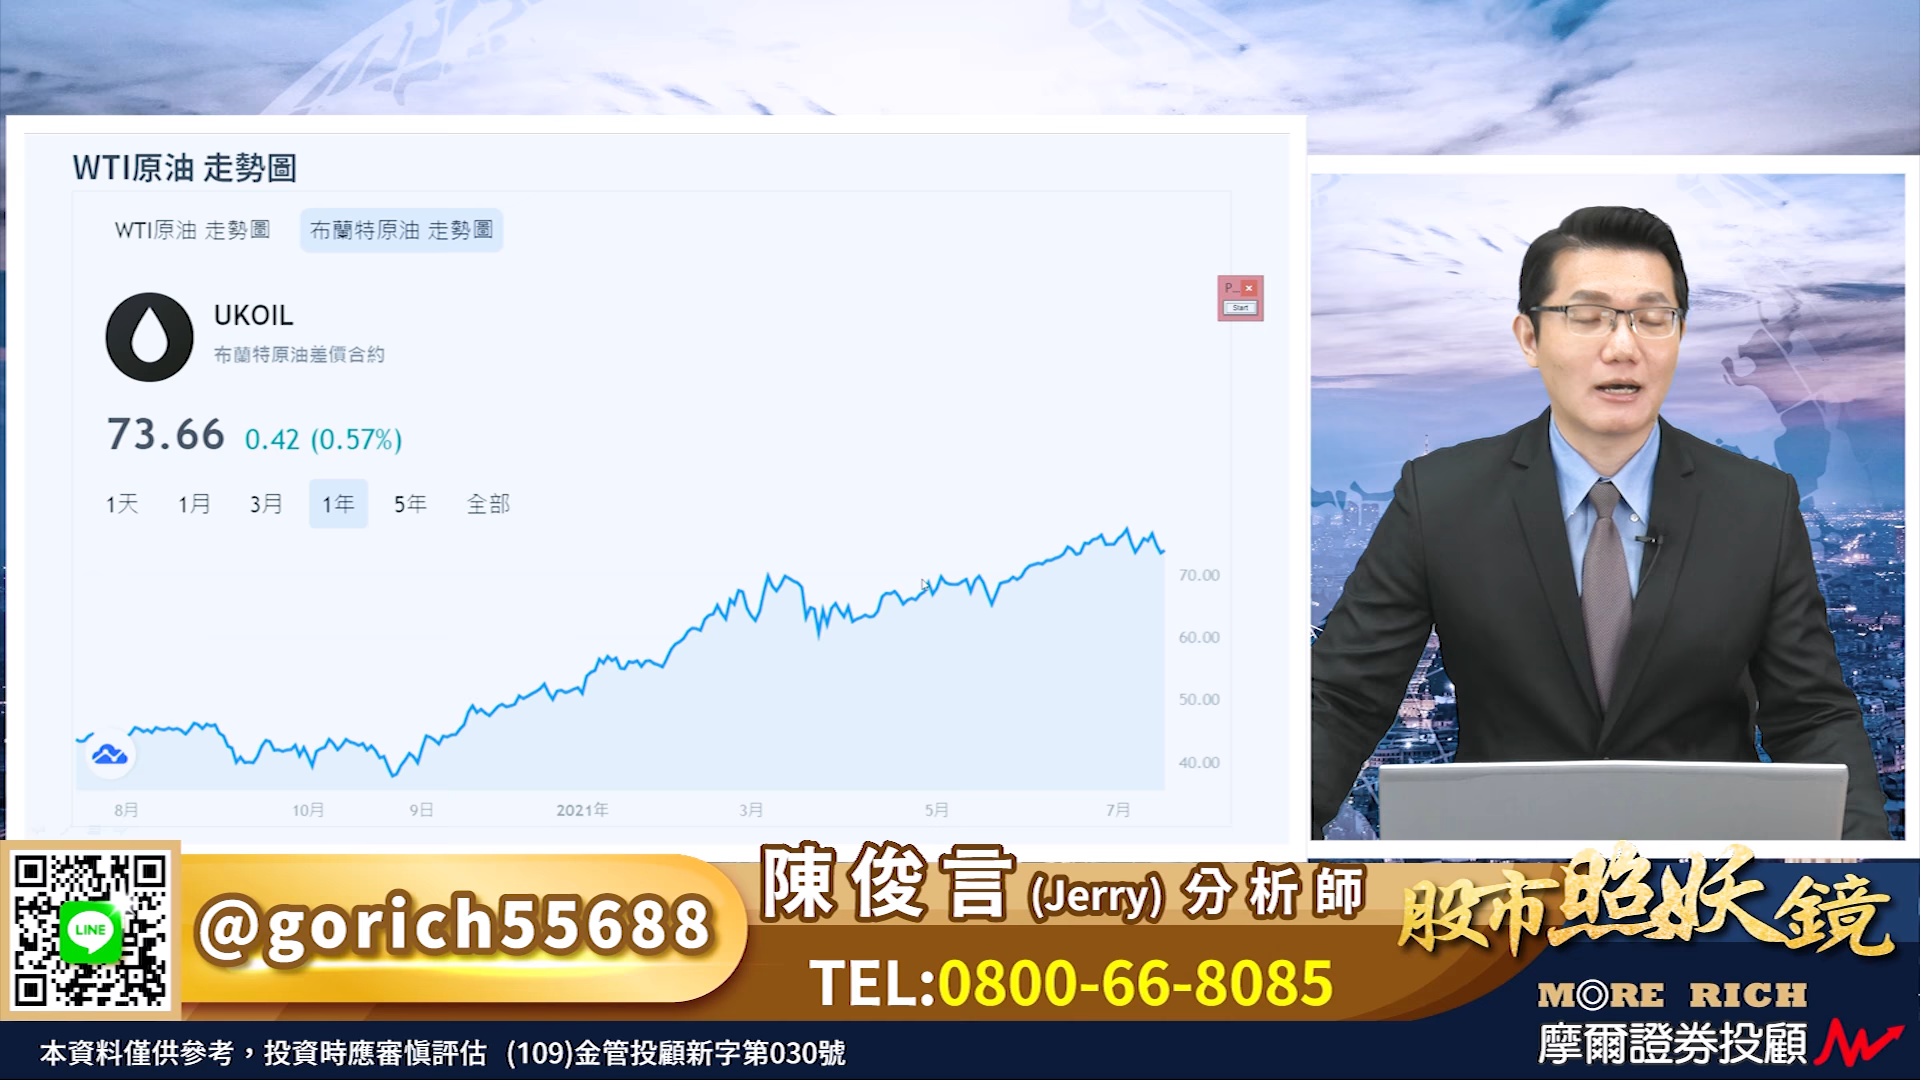 WTI原油 走勢圖
WTI原油 走勢圖
布蘭特原油 走勢圖
P...
Start
UKOIL
布蘭特原油差價合約
73.66 0.42 (0.57%)
1天 1月 3月 1年 5年 全部
70.00
60.00
50.00
40.00
8月 10月 9日 2021年 3月 5月 7月
LINE
@gorich55688
陳俊言 (Jerry) 分析師
TEL:0800-66-8085
股市照妖鏡
MORE RICH
摩爾證券投顧
本資料僅供參考,投資時應審慎評估 (109)金管投顧新字第030號